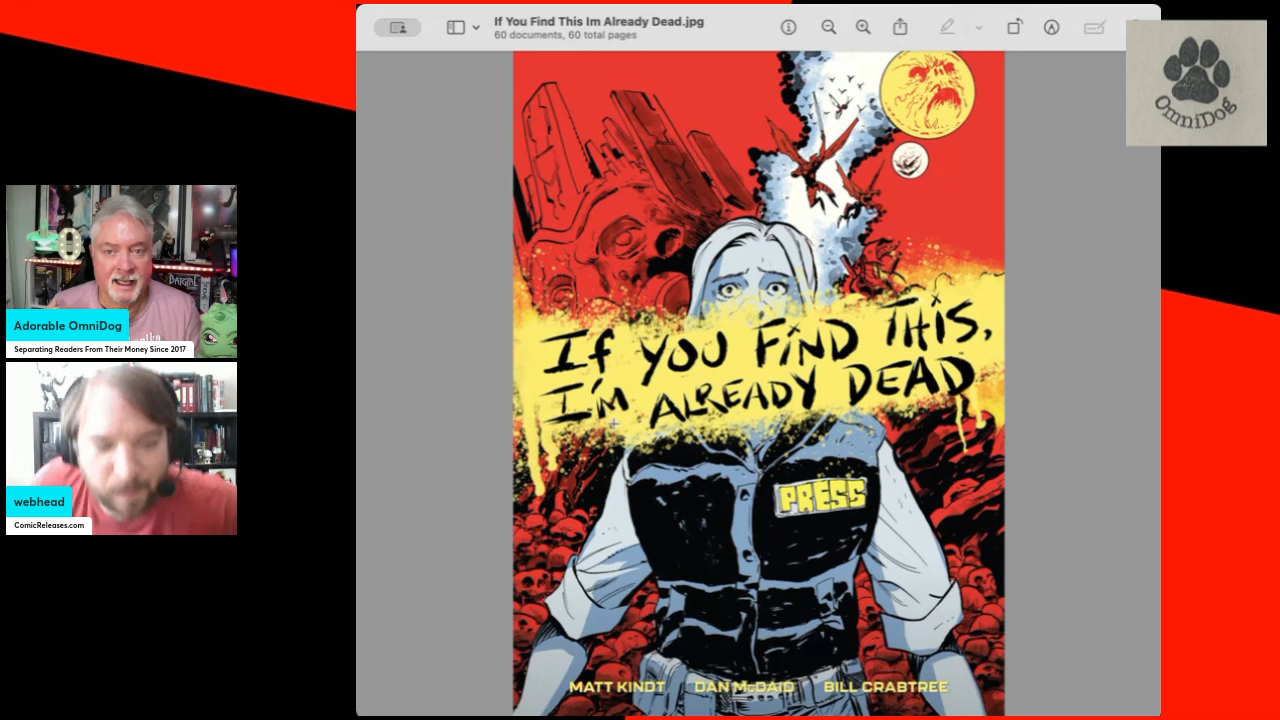 If You Find This Im Already Dead.jpg
60 documents, 60 total pages
OmniDog
BATGIRL
Adorable OmniDog
Separating Readers From Their Money Since 2017
webhead
ComicReleases.com
If YOU FiND THiS,
I'M ALREADY DEAD
PRESS
MATT KINDT DAN McDAID BILL CRABTREE